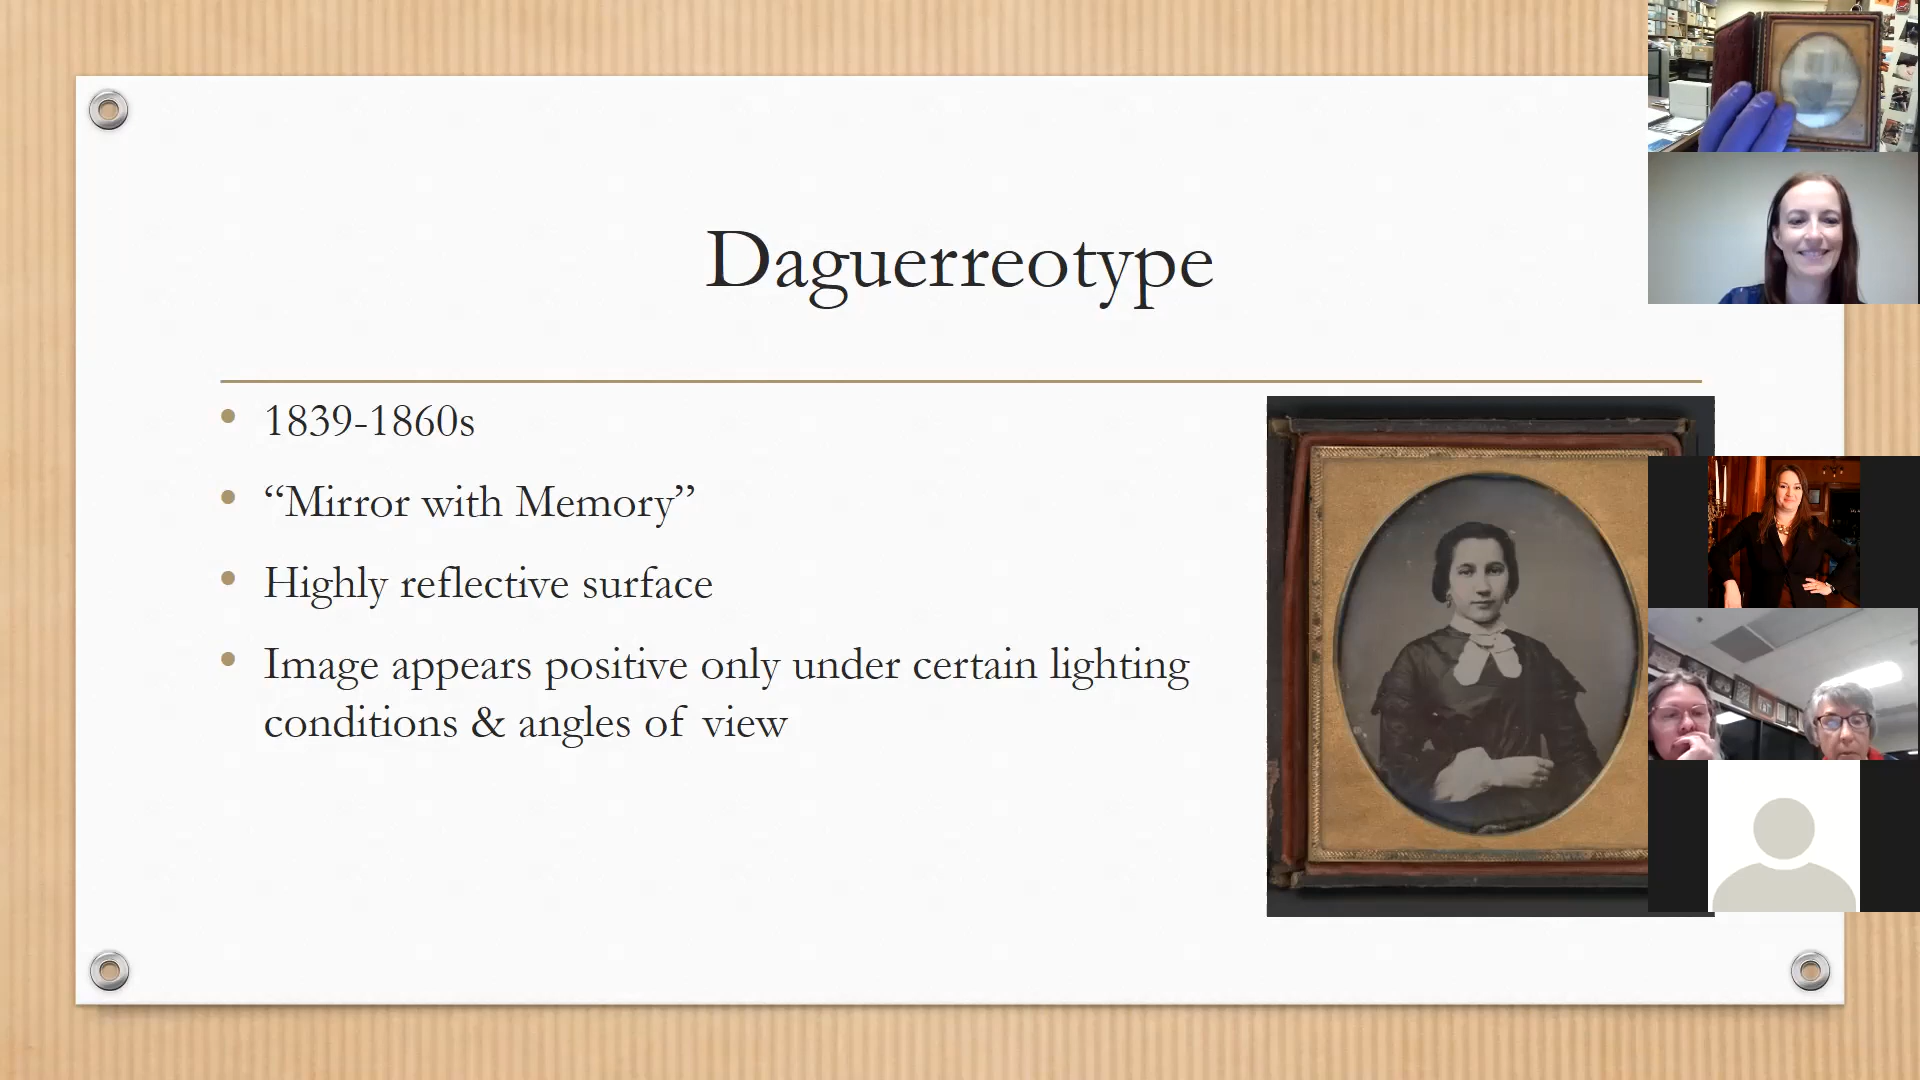 Daguerreotype
• 1839-1860s
• “Mirror with Memory”
• Highly reflective surface
• Image appears positive only under certain lighting
conditions & angles of view